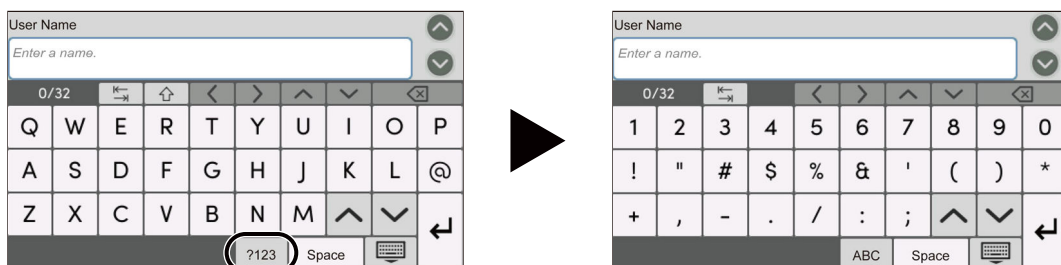 User Name
Enter a name.
0/32
Q W E R T Y U I O P
A S D F G H J K L @
Z X C V B N M
?123 Space
User Name
Enter a name.
0/32
1 2 3 4 5 6 7 8 9 0
! " # $ % & ' ( ) *
+ , - . / : ;
ABC Space